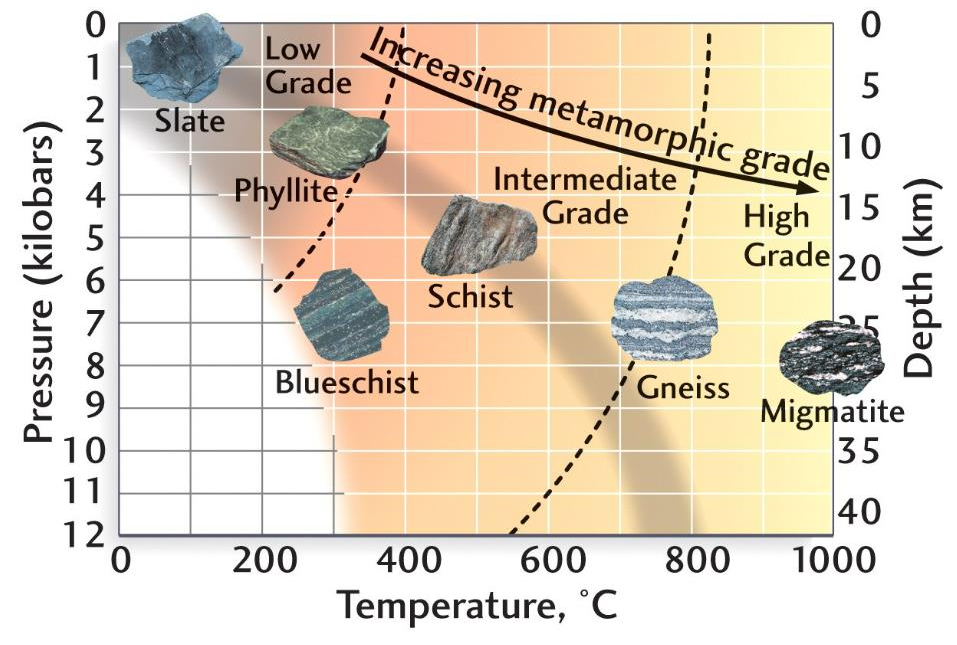 0
1
2
3
4
5
6
7
8
9
10
11
12
Pressure (kilobars)
0
200
400
600
800
1000
Temperature, °C
0
5
10
15
20
25
35
40
Depth (km)
Increasing metamorphic grade
Low
Grade
Intermediate
Grade
High
Grade
Slate
Phyllite
Schist
Blueschist
Gneiss
Migmatite